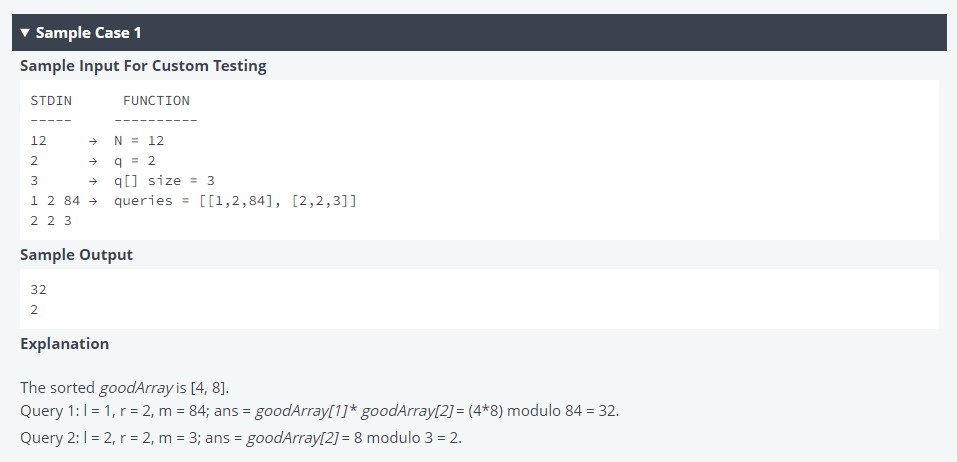 ▼ Sample Case 1
Sample Input For Custom Testing
STDIN FUNCTION
----- ----------
12 → N = 12
2 → q = 2
3 → q[] size = 3
1 2 84 → queries = [[1,2,84], [2,2,3]]
2 2 3
Sample Output
32
2
Explanation
The sorted goodArray is [4, 8].
Query 1: l = 1, r = 2, m = 84; ans = goodArray[1]* goodArray[2]= (4*8) modulo 84 = 32.
Query 2: l = 2, r = 2, m = 3; ans = goodArray[2] = 8 modulo 3 = 2.